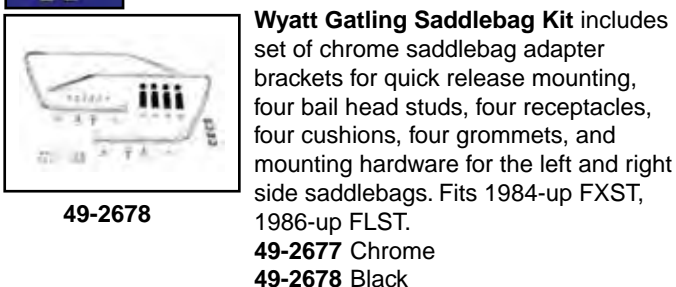 Wyatt Gatling Saddlebag Kit includes
set of chrome saddlebag adapter
brackets for quick release mounting,
four bail head studs, four receptacles,
four cushions, four grommets, and
mounting hardware for the left and right
side saddlebags. Fits 1984-up FXST,
1986-up FLST.
49-2677 Chrome
49-2678 Black
49-2678